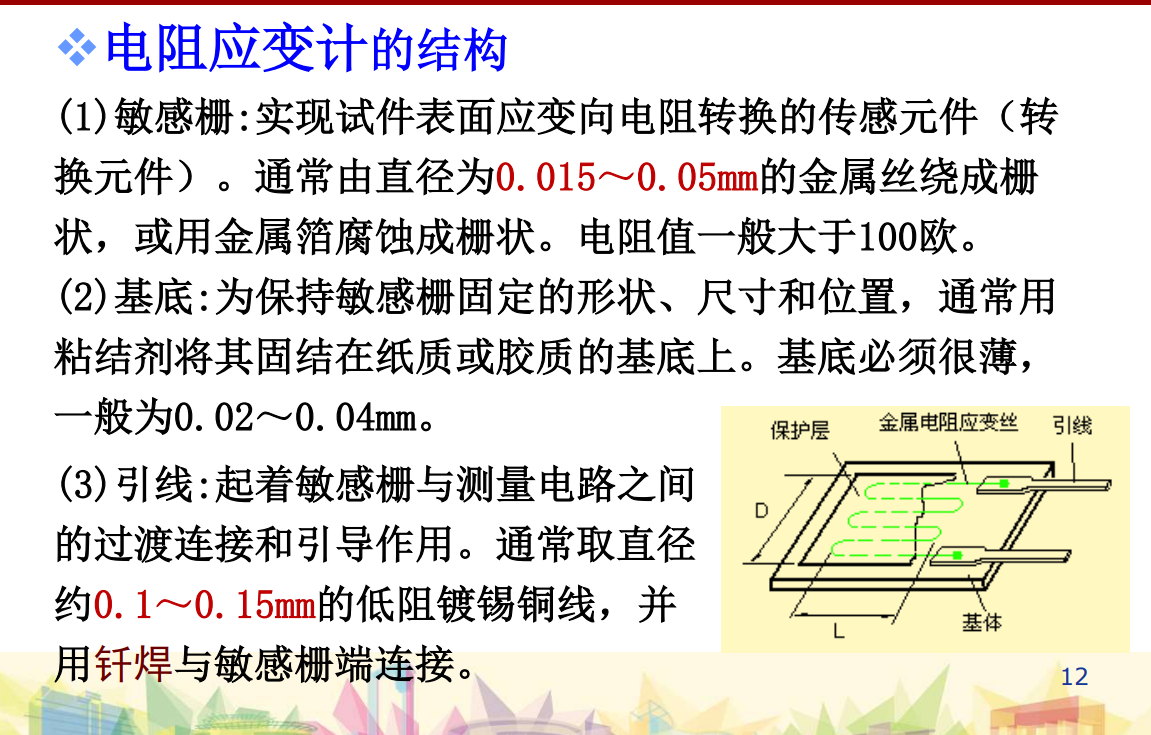 ❖电阻应变计的结构
(1)敏感栅:实现试件表面应变向电阻转换的传感元件（转
换元件）。通常由直径为0.015～0.05mm的金属丝绕成栅
状，或用金属箔腐蚀成栅状。电阻值一般大于100欧。
(2)基底:为保持敏感栅固定的形状、尺寸和位置，通常用
粘结剂将其固结在纸质或胶质的基底上。基底必须很薄，
一般为0.02～0.04mm。
(3)引线:起着敏感栅与测量电路之间
的过渡连接和引导作用。通常取直径
约0.1～0.15mm的低阻镀锡铜线，并
用钎焊与敏感栅端连接。
保护层
金属电阻应变丝
引线
D
L
基体
12